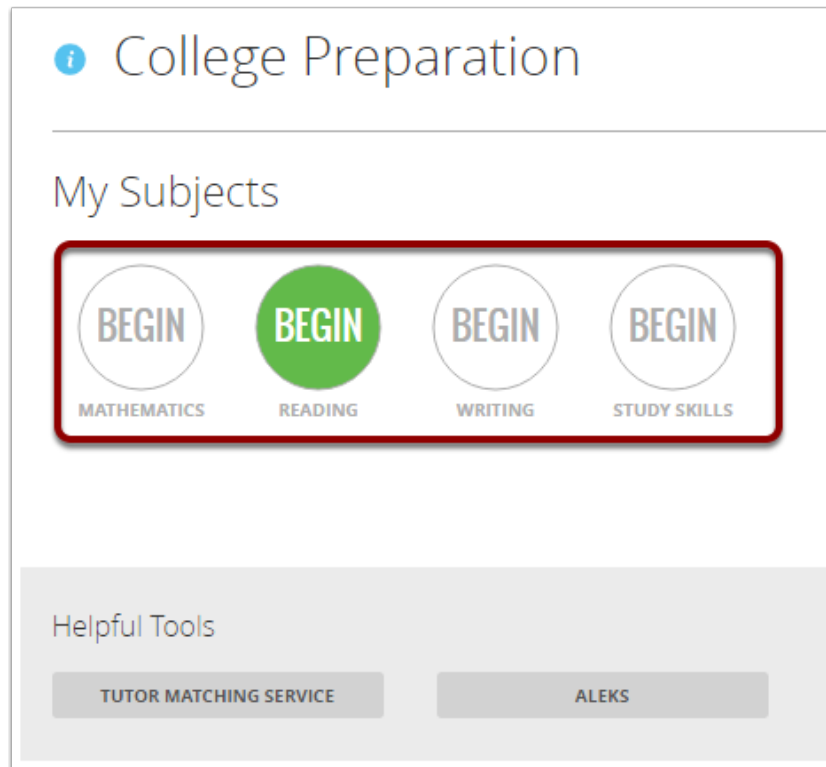 i College Preparation
My Subjects
BEGIN BEGIN BEGIN BEGIN
MATHEMATICS READING WRITING STUDY SKILLS
Helpful Tools
TUTOR MATCHING SERVICE ALEKS